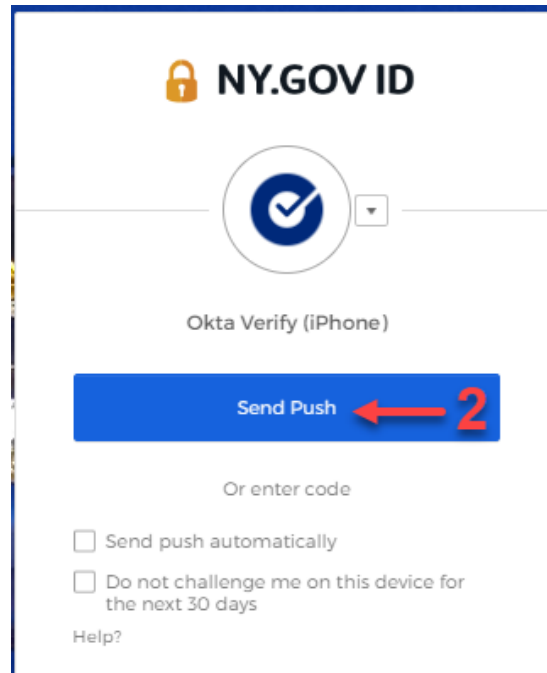 NY.GOV ID
Okta Verify (iPhone)
Send Push 2
Or enter code
Send push automatically
Do not challenge me on this device for
the next 30 days
Help?